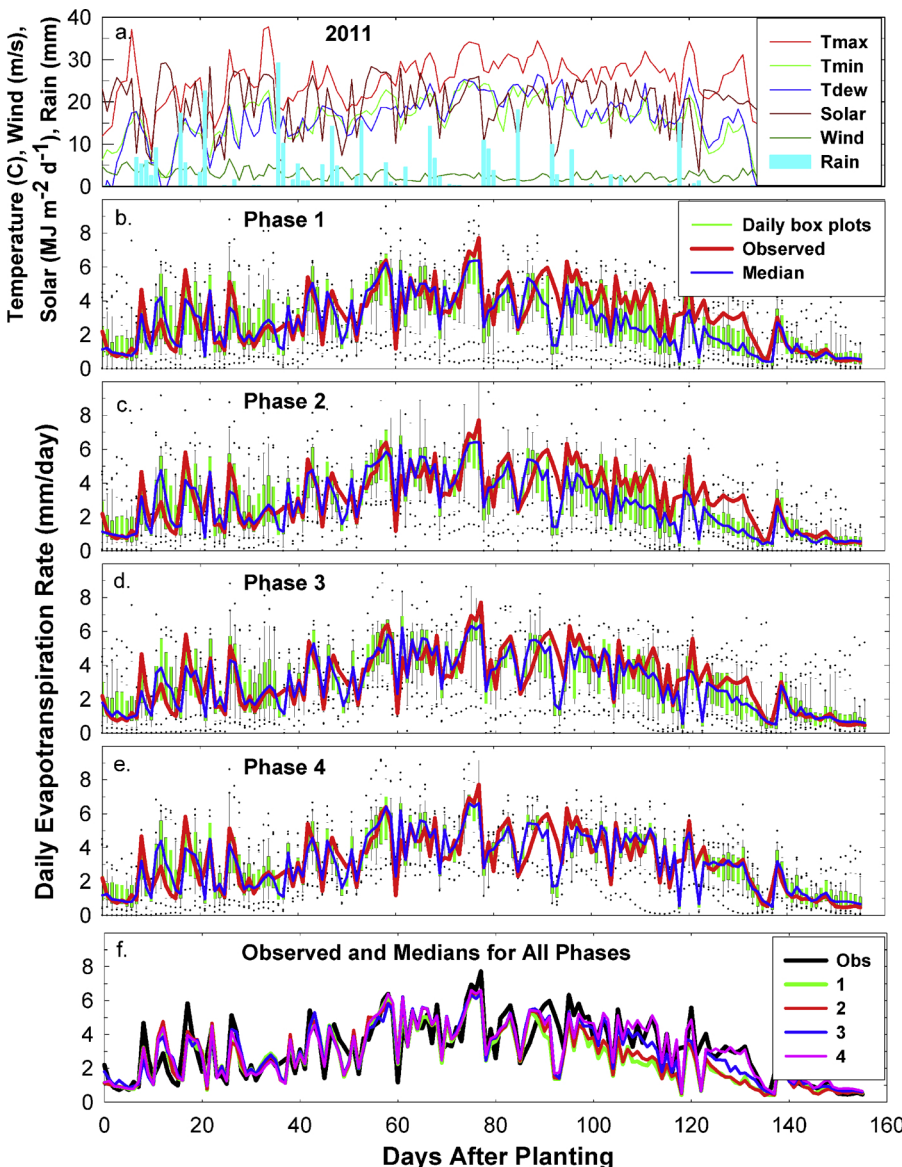 Temperature (C), Wind (m/s),
Solar (MJ m-2 d-1), Rain (mm)
Daily Evapotranspiration Rate (mm/day)
40
30
20
10
0
a.
2011
Tmax
Tmin
Tdew
Solar
Wind
Rain
8
6
4
2
0
b.
Phase 1
Daily box plots
Observed
Median
8
6
4
2
0
c.
Phase 2
8
6
4
2
0
d.
Phase 3
8
6
4
2
0
e.
Phase 4
8
6
4
2
0
f.
Observed and Medians for All Phases
Obs
1
2
3
4
0 20 40 60 80 100 120 140 160
Days After Planting